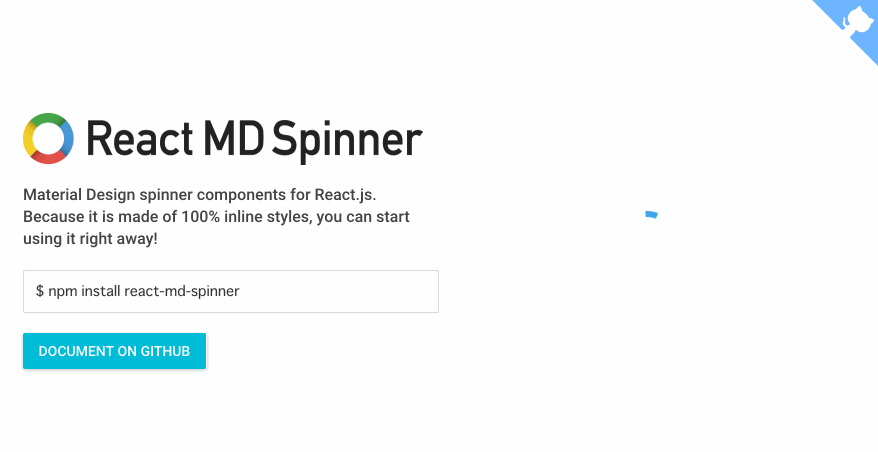 React MD Spinner
Material Design spinner components for React.js.
Because it is made of 100% inline styles, you can start
using it right away!
$ npm install react-md-spinner
DOCUMENT ON GITHUB